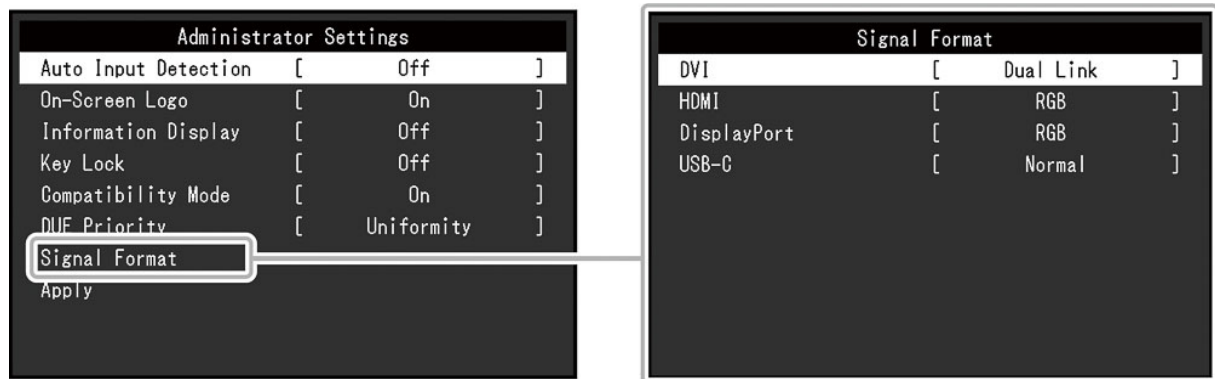 Administrator Settings
Auto Input Detection [ Off ]
On-Screen Logo [ On ]
Information Display [ Off ]
Key Lock [ Off ]
Compatibility Mode [ On ]
DUE Priority [ Uniformity ]
Signal Format
Apply
Signal Format
DVI [ Dual Link ]
HDMI [ RGB ]
DisplayPort [ RGB ]
USB-C [ Normal ]